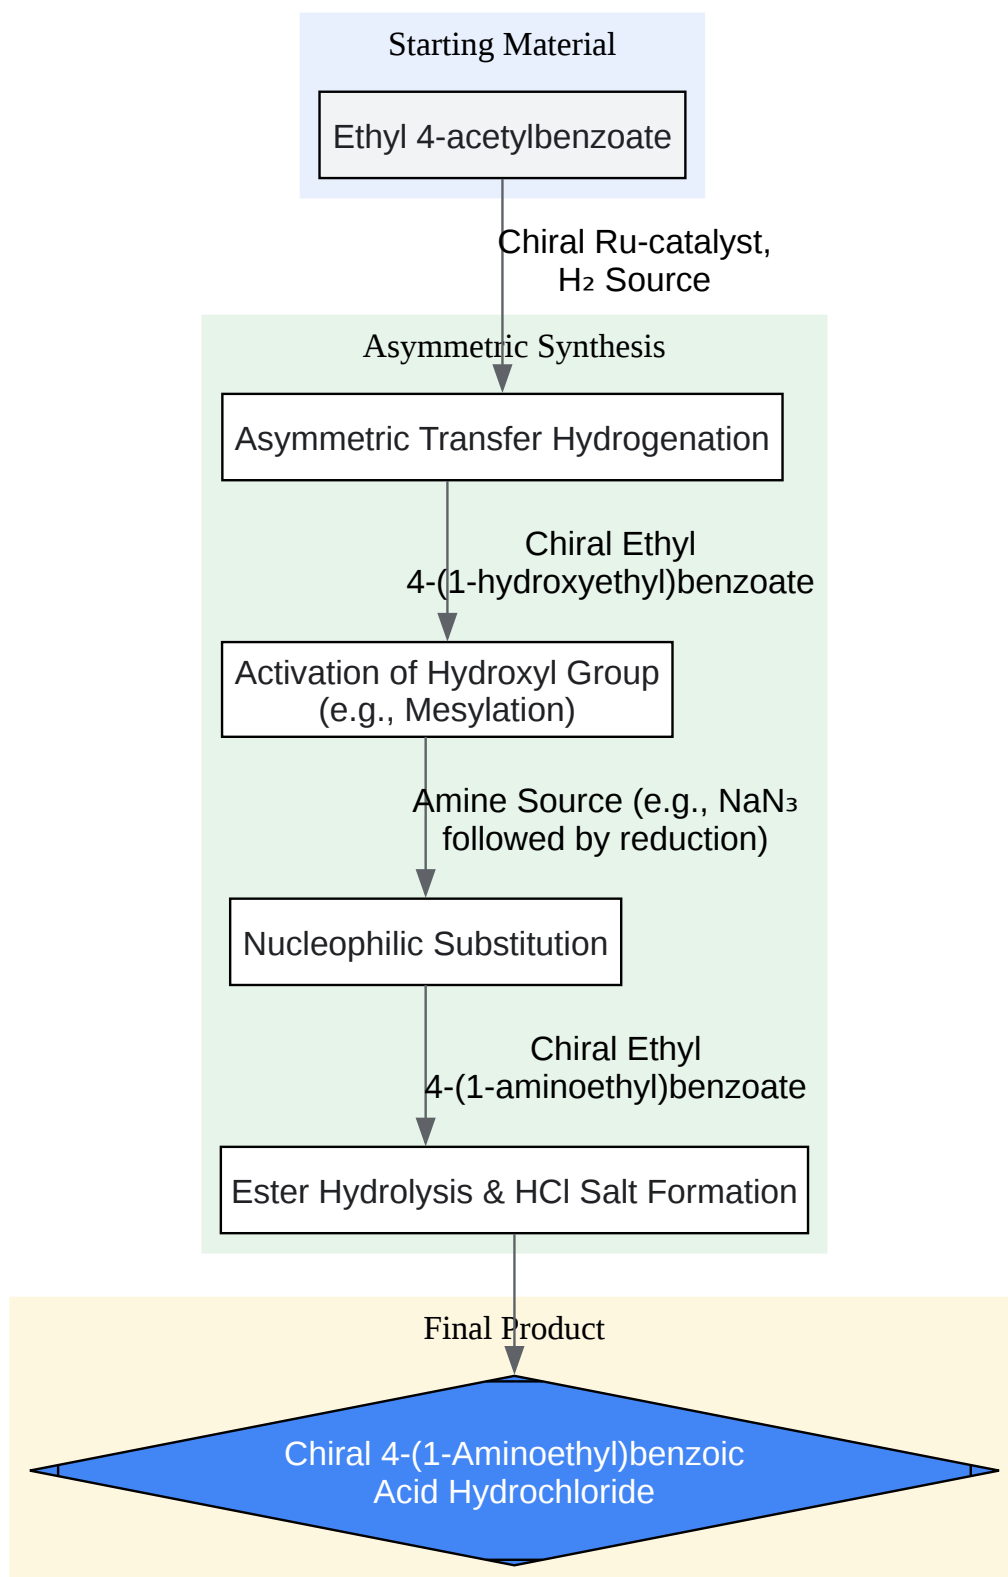 Starting Material
Ethyl 4-acetylbenzoate
Chiral Ru-catalyst,
H₂ Source
Asymmetric Synthesis
Asymmetric Transfer Hydrogenation
Chiral Ethyl
4-(1-hydroxyethyl)benzoate
Activation of Hydroxyl Group
(e.g., Mesylation)
Amine Source (e.g., NaN₃
followed by reduction)
Nucleophilic Substitution
Chiral Ethyl
4-(1-aminoethyl)benzoate
Ester Hydrolysis & HCl Salt Formation
Final Product
Chiral 4-(1-Aminoethyl)benzoic
Acid Hydrochloride